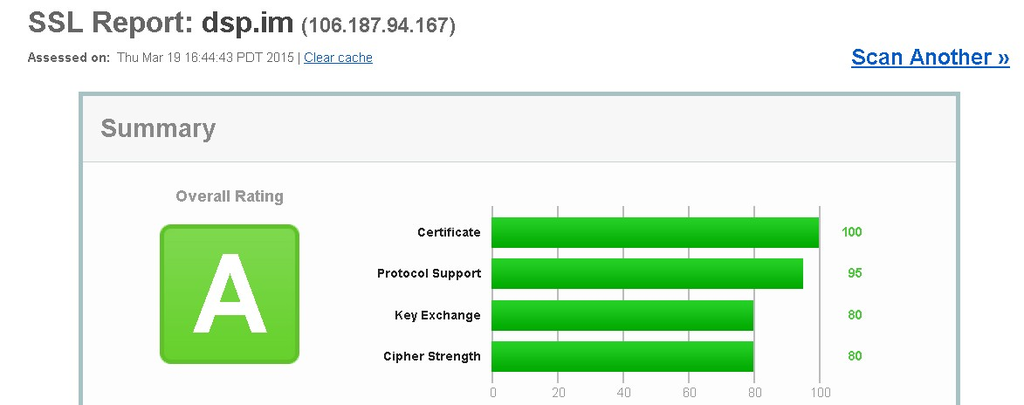 SSL Report: dsp.im (106.187.94.167)
Assessed on: Thu Mar 19 16:44:43 PDT 2015 | Clear cache
Scan Another »
Summary
Overall Rating
A
Certificate 100
Protocol Support 95
Key Exchange 80
Cipher Strength 80
0 20 40 60 80 100